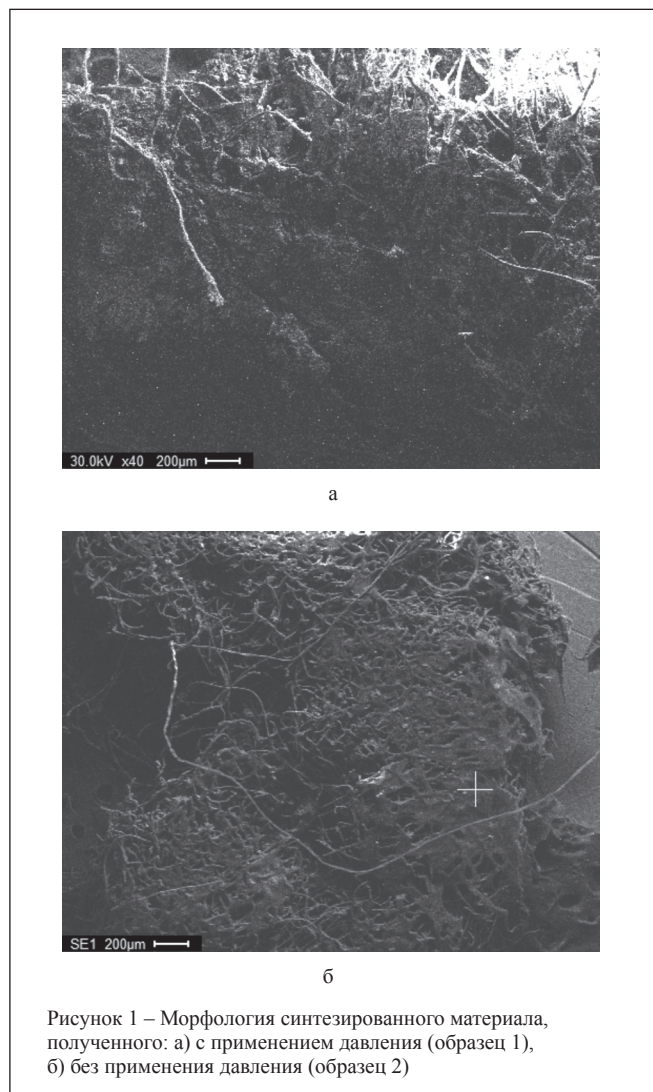 30.0kV x40 200µm
а
SE1 200µm
б
Рисунок 1 – Морфология синтезированного материала,
полученного: а) с применением давления (образец 1),
б) без применения давления (образец 2)